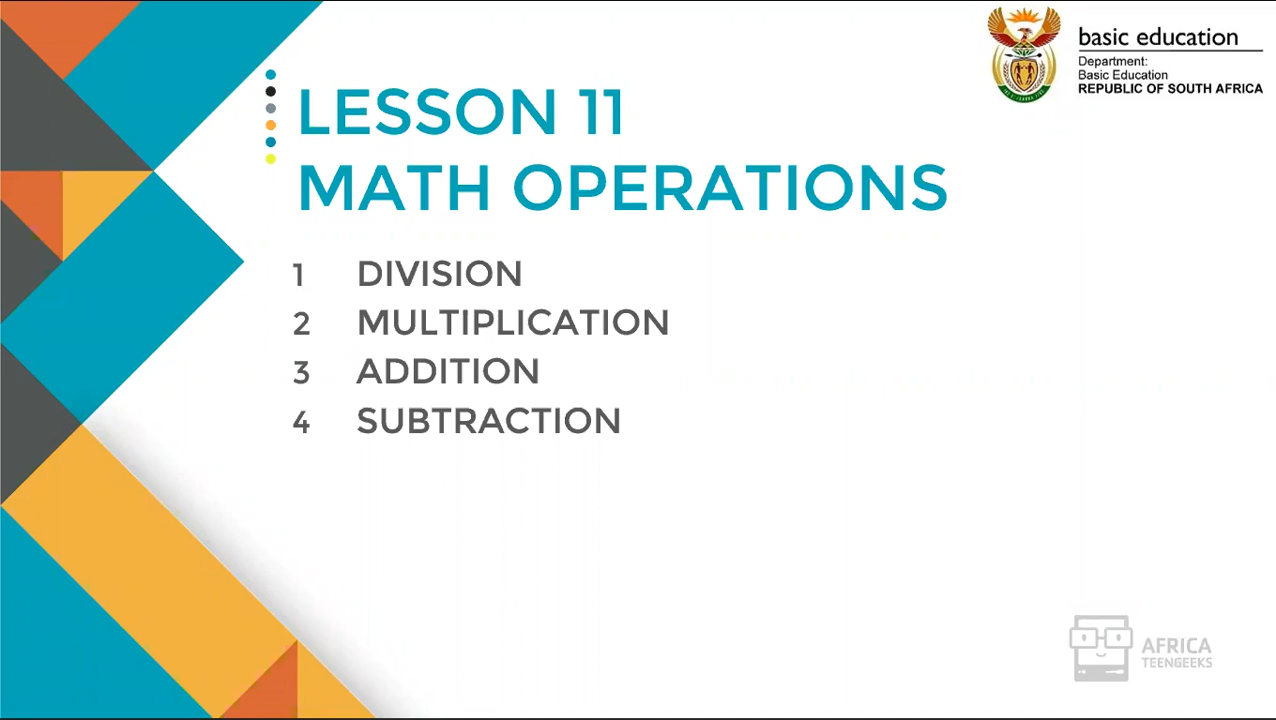 basic education
Department:
Basic Education
REPUBLIC OF SOUTH AFRICA
LESSON 11
MATH OPERATIONS
1 DIVISION
2 MULTIPLICATION
3 ADDITION
4 SUBTRACTION
AFRICA
TEENGEEKS